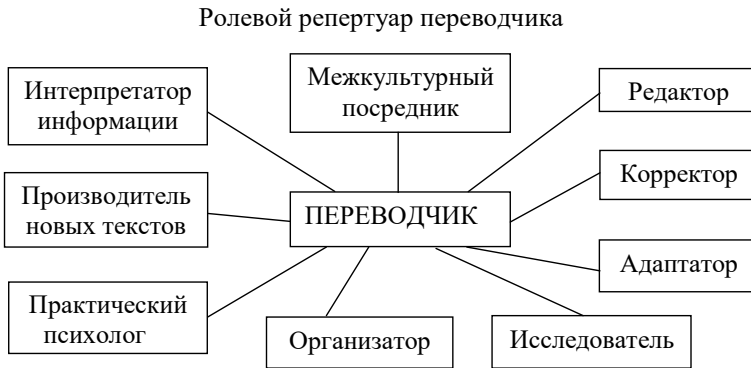 Ролевой репертуар переводчика
Интерпретатор
информации
Межкультурный
посредник
Редактор
Производитель
новых текстов
ПЕРЕВОДЧИК
Корректор
Адаптатор
Практический
психолог
Организатор
Исследователь